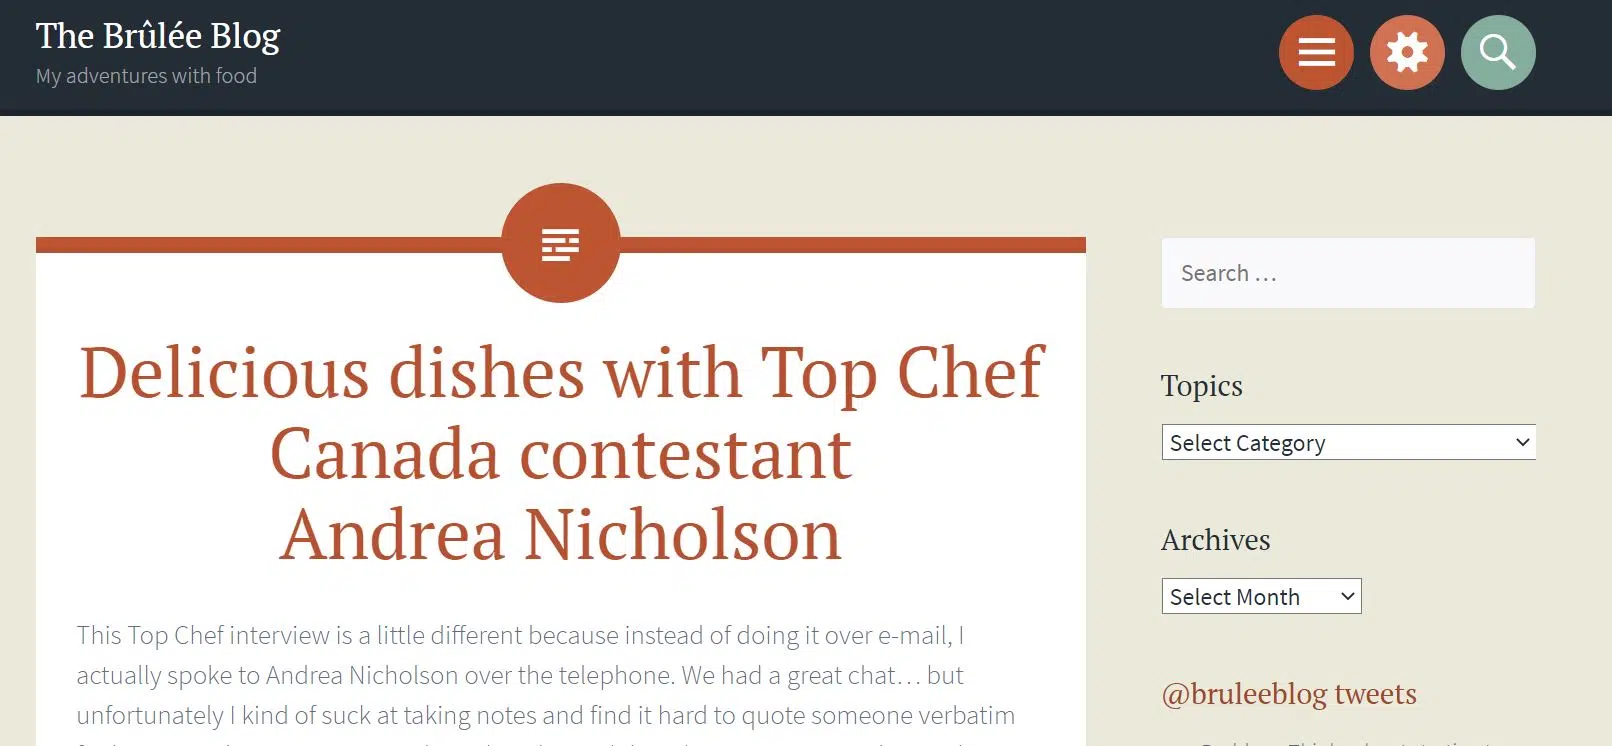 The Brûlée Blog
My adventures with food
Delicious dishes with Top Chef
Canada contestant
Andrea Nicholson
This Top Chef interview is a little different because instead of doing it over e-mail, I
actually spoke to Andrea Nicholson over the telephone. We had a great chat… but
unfortunately I kind of suck at taking notes and find it hard to quote someone verbatim
Search …
Topics
Select Category
Archives
Select Month
@bruleeblog tweets